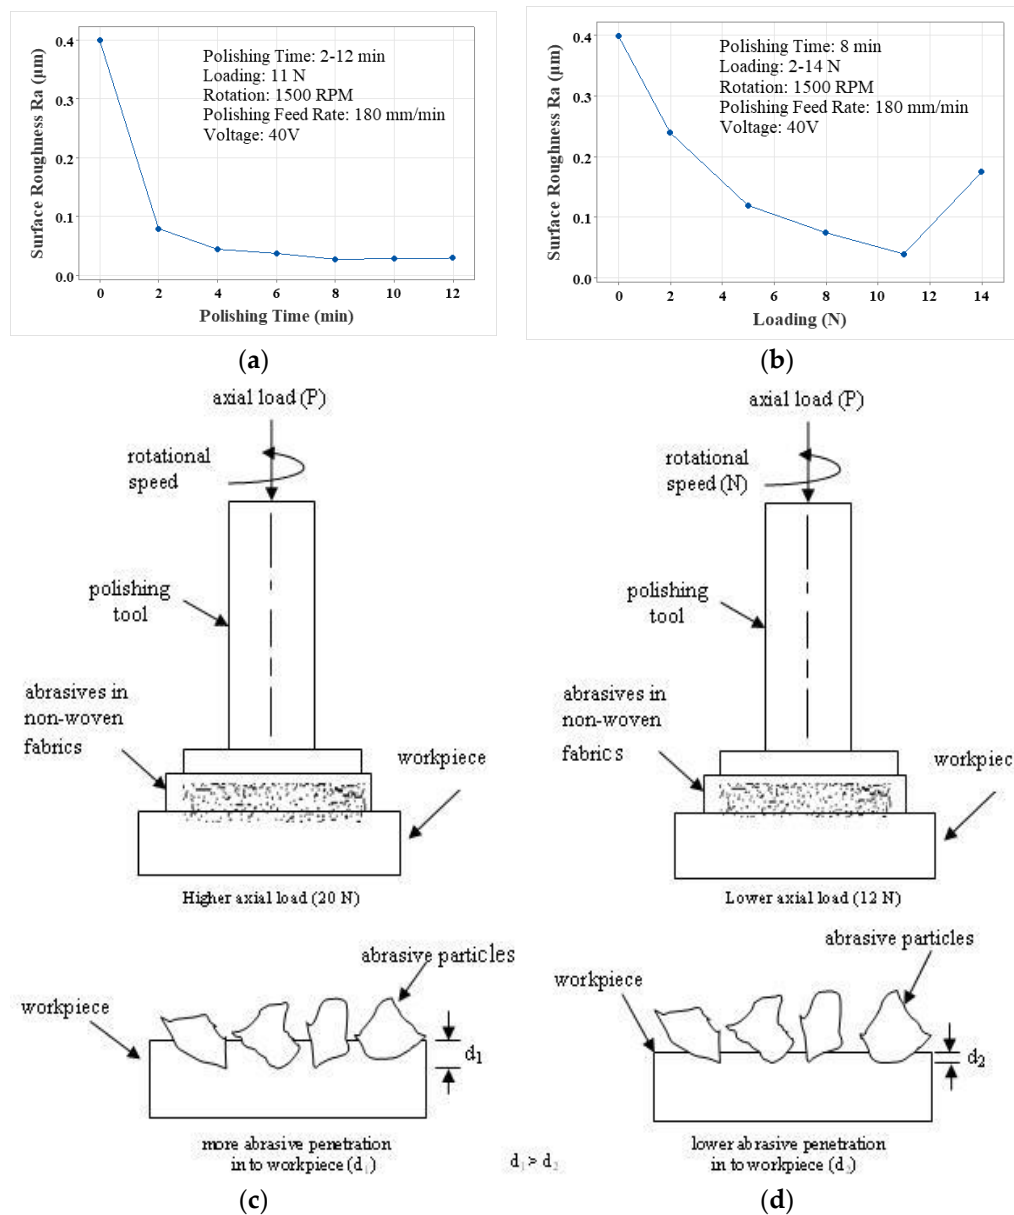 0.4
0.3
0.2
0.1
0.0
Surface Roughness Ra (µm)
Polishing Time: 2-12 min
Loading: 11 N
Rotation: 1500 RPM
Polishing Feed Rate: 180 mm/min
Voltage: 40V
0 2 4 6 8 10 12
Polishing Time (min)
(a)
0.4
0.3
0.2
0.1
0.0
Surface Roughness Ra (µm)
Polishing Time: 8 min
Loading: 2-14 N
Rotation: 1500 RPM
Polishing Feed Rate: 180 mm/min
Voltage: 40V
0 2 4 6 8 10 12 14
Loading (N)
(b)
axial load (P)
rotational
speed
polishing
tool
abrasives in
non-woven
fabrics
workpiece
Higher axial load (20 N)
abrasive particles
workpiece
d1
more abrasive penetration
in to workpiece (d1)
(c)
d1 > d2
axial load (P)
rotational
speed (N)
polishing
tool
abrasives in
non-woven
fabrics
workpiec
Lower axial load (12 N)
abrasive particles
workpiece
d2
lower abrasive penetration
in to workpiece (d2)
(d)